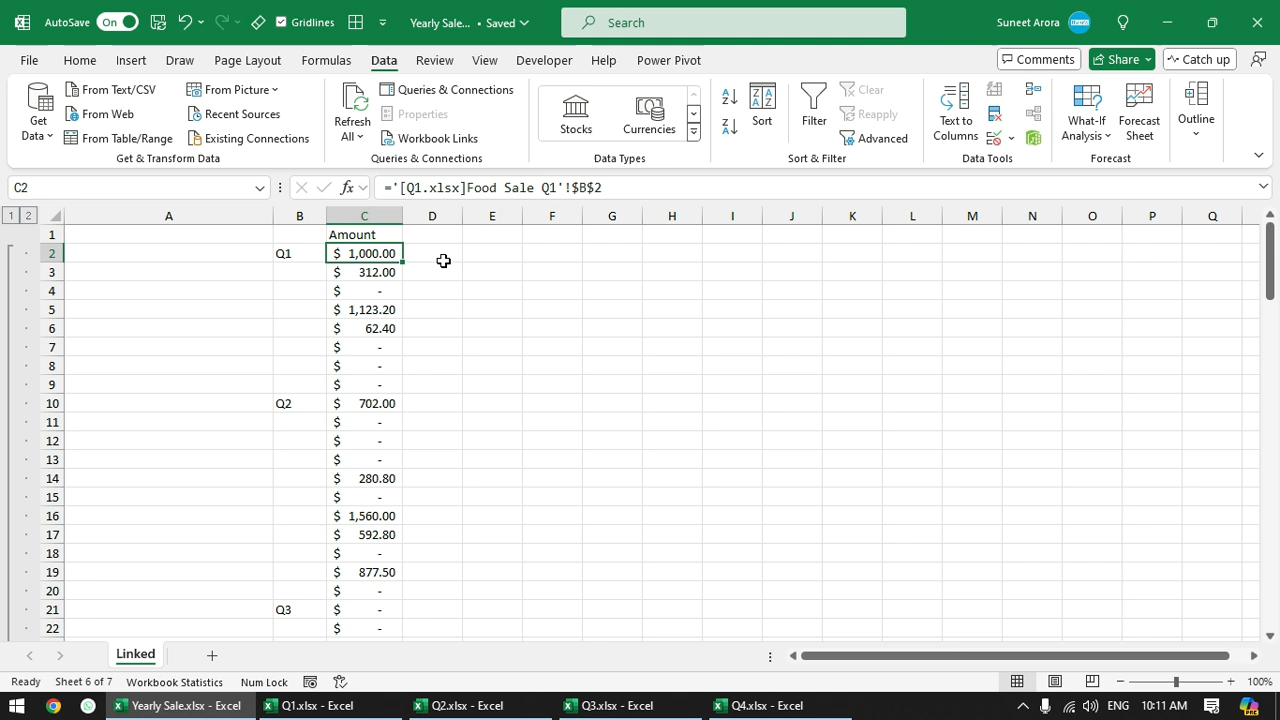 AutoSave On Gridlines Yearly Sale... • Saved Search Suneet Arora
File Home Insert Draw Page Layout Formulas Data Review View Developer Help Power Pivot Comments Share Catch up
Get Data
From Text/CSV
From Web
From Table/Range
From Picture
Recent Sources
Existing Connections
Get & Transform Data
Refresh All
Queries & Connections
Properties
Workbook Links
Queries & Connections
Stocks
Currencies
Data Types
Sort
Filter
Clear
Reapply
Advanced
Sort & Filter
Text to Columns
Data Tools
What-If Analysis
Forecast Sheet
Forecast
Outline
C2 fx ='[Q1.xlsx]Food Sale Q1'!$B$2
1 2 A B C D E F G H I J K L M N O P Q
1 Amount
2 Q1 $ 1,000.00
3 $ 312.00
4 $ -
5 $ 1,123.20
6 $ 62.40
7 $ -
8 $ -
9 $ -
10 Q2 $ 702.00
11 $ -
12 $ -
13 $ -
14 $ 280.80
15 $ -
16 $ 1,560.00
17 $ 592.80
18 $ -
19 $ 877.50
20 $ -
21 Q3 $ -
22 $ -
Linked
Ready Sheet 6 of 7 Workbook Statistics Num Lock 100%
Yearly Sale.xlsx - Excel Q1.xlsx - Excel Q2.xlsx - Excel Q3.xlsx - Excel Q4.xlsx - Excel ENG 10:11 AM